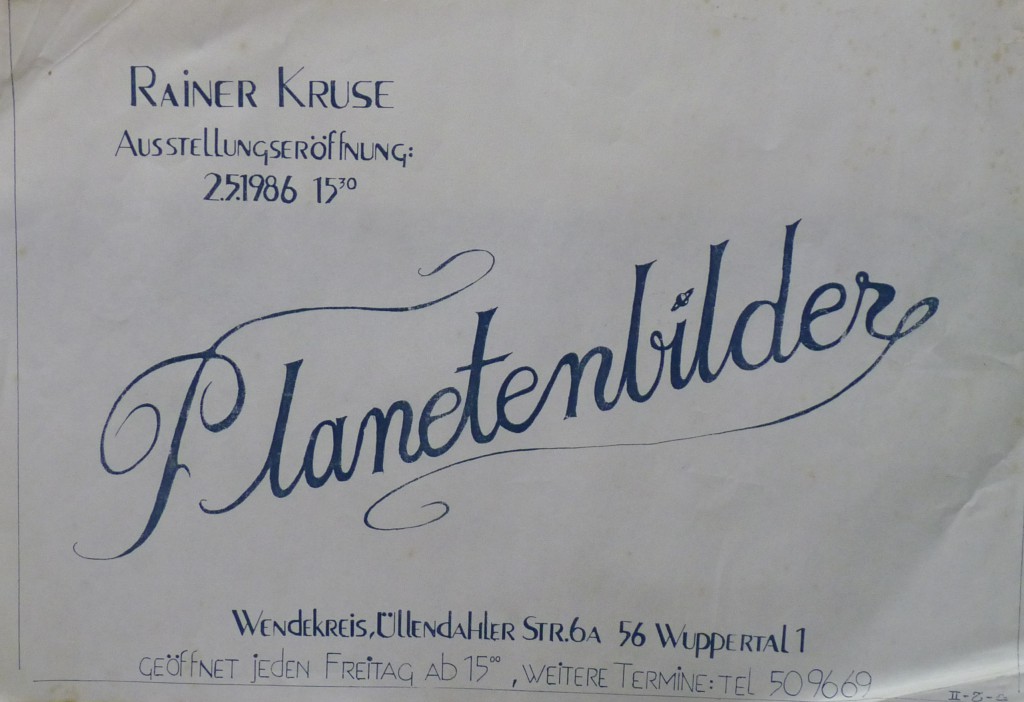 Rainer Kruse
Ausstellungseröffnung:
2.5.1986 15³⁰
Planetenbilder
Wendekreis, Üllendahler Str. 6a 56 Wuppertal 1
geöffnet jeden Freitag ab 15⁰⁰, weitere Termine: Tel 509669